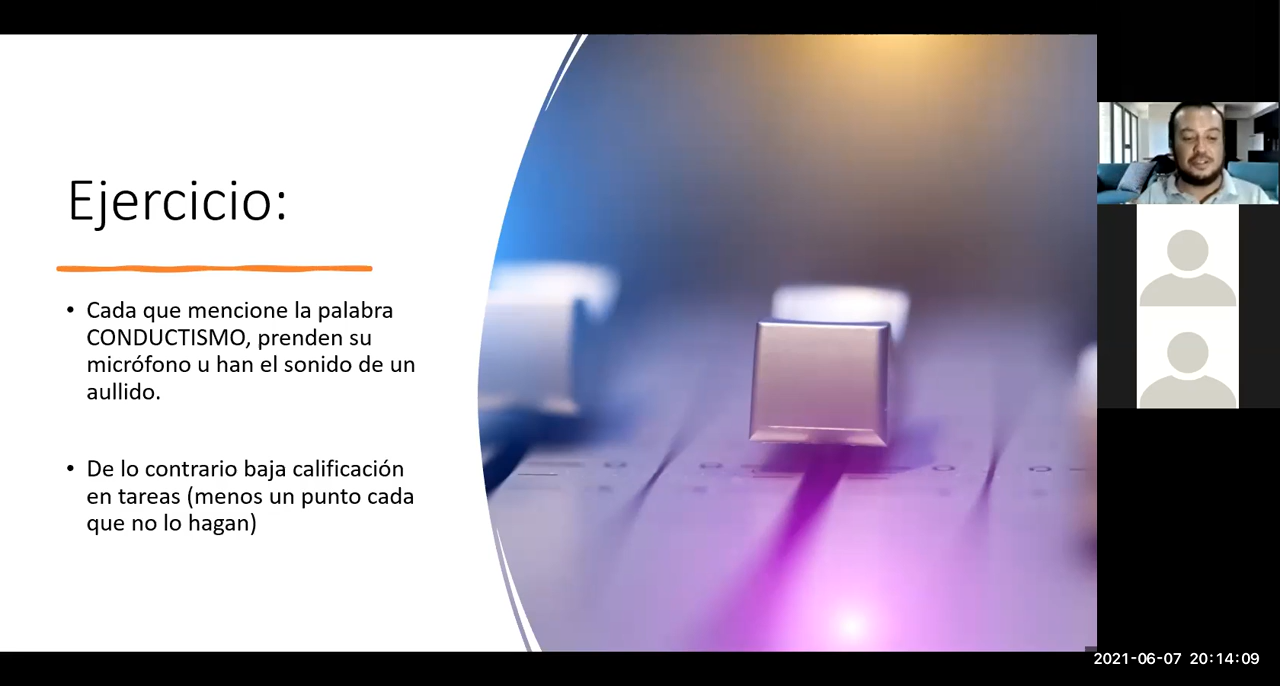 Ejercicio:
• Cada que mencione la palabra
CONDUCTISMO, prenden su
micrófono u han el sonido de un
aullido.
• De lo contrario baja calificación
en tareas (menos un punto cada
que no lo hagan)
2021-06-07 20:14:09